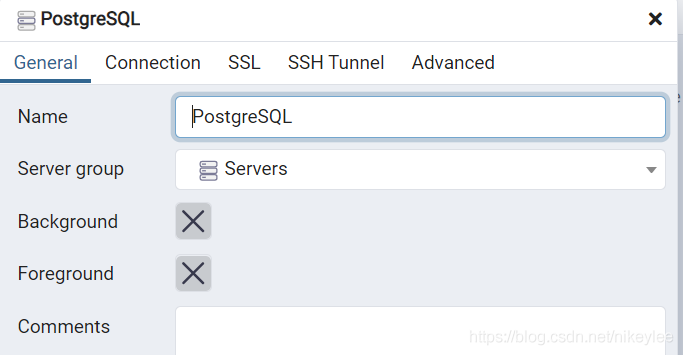 PostgreSQL
General Connection SSL SSH Tunnel Advanced
Name PostgreSQL
Server group Servers
Background
Foreground
Comments
https://blog.csdn.net/nikeylee